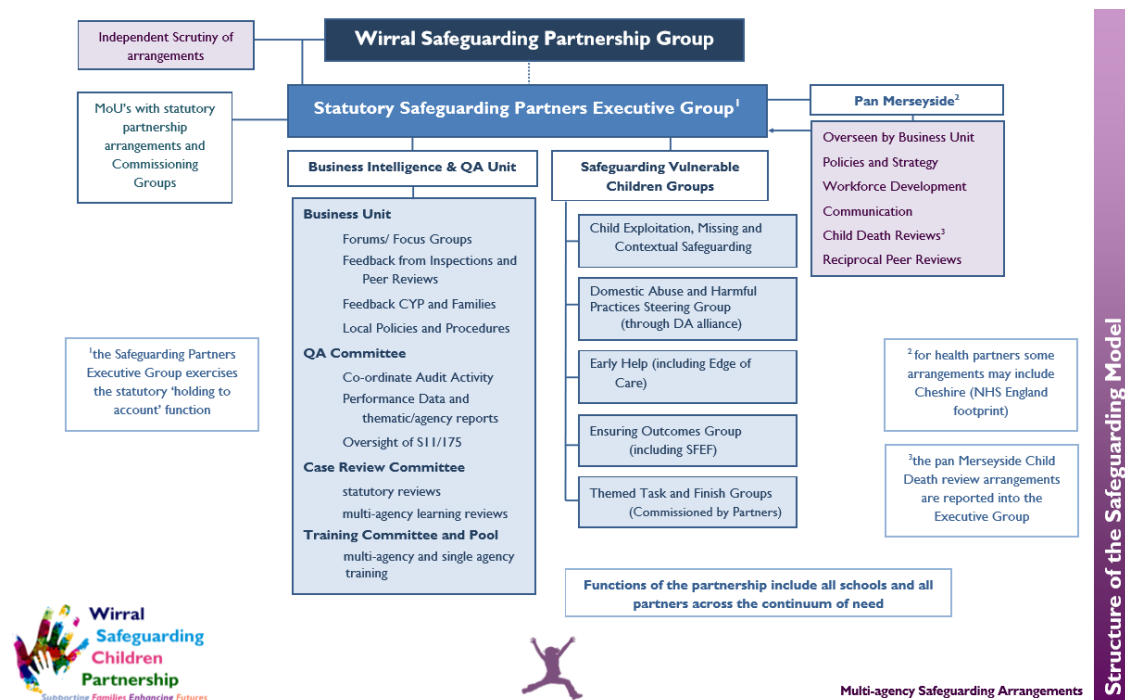 Independent Scrutiny of
arrangements
Wirral Safeguarding Partnership Group
MoU's with statutory
partnership
arrangements and
Commissioning
Groups
Statutory Safeguarding Partners Executive Group¹
Pan Merseyside²
Overseen by Business Unit
Policies and Strategy
Workforce Development
Communication
Child Death Reviews³
Reciprocal Peer Reviews
Business Intelligence & QA Unit
Business Unit
Forums/ Focus Groups
Feedback from Inspections and
Peer Reviews
Feedback CYP and Families
Local Policies and Procedures
QA Committee
Co-ordinate Audit Activity
Performance Data and
thematic/agency reports
Oversight of S11/175
Case Review Committee
statutory reviews
multi-agency learning reviews
Training Committee and Pool
multi-agency and single agency
training
Safeguarding Vulnerable
Children Groups
Child Exploitation, Missing and
Contextual Safeguarding
Domestic Abuse and Harmful
Practices Steering Group
(through DA alliance)
Early Help (including Edge of
Care)
Ensuring Outcomes Group
(including SFEF)
Themed Task and Finish Groups
(Commissioned by Partners)
¹the Safeguarding Partners
Executive Group exercises
the statutory ‘holding to
account’ function
² for health partners some
arrangements may include
Cheshire (NHS England
footprint)
³the pan Merseyside Child
Death review arrangements
are reported into the
Executive Group
Functions of the partnership include all schools and all
partners across the continuum of need
Wirral
Safeguarding
Children
Partnership
Supporting Families Enhancing Futures
Multi-agency Safeguarding Arrangements
Structure of the Safeguarding Model